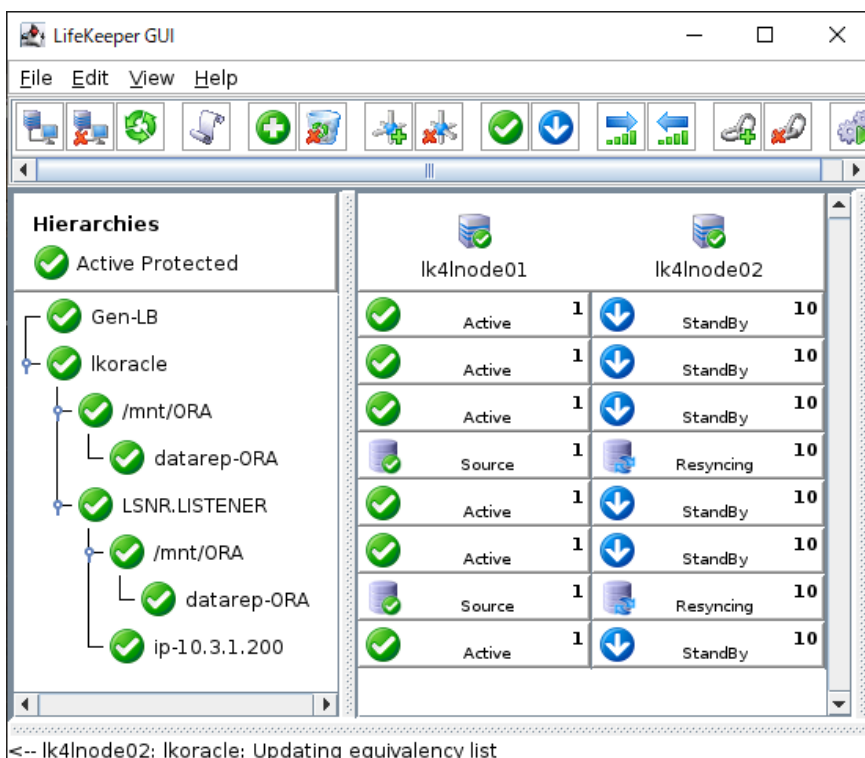 LifeKeeper GUI
File Edit View Help
Hierarchies
Active Protected
lk4lnode01 lk4lnode02
Gen-LB Active 1 StandBy 10
lkoracle Active 1 StandBy 10
/mnt/ORA Active 1 StandBy 10
datarep-ORA Source 1 Resyncing 10
LSNR.LISTENER Active 1 StandBy 10
/mnt/ORA Active 1 StandBy 10
datarep-ORA Source 1 Resyncing 10
ip-10.3.1.200 Active 1 StandBy 10
<-- lk4lnode02: lkoracle: Updating equivalency list